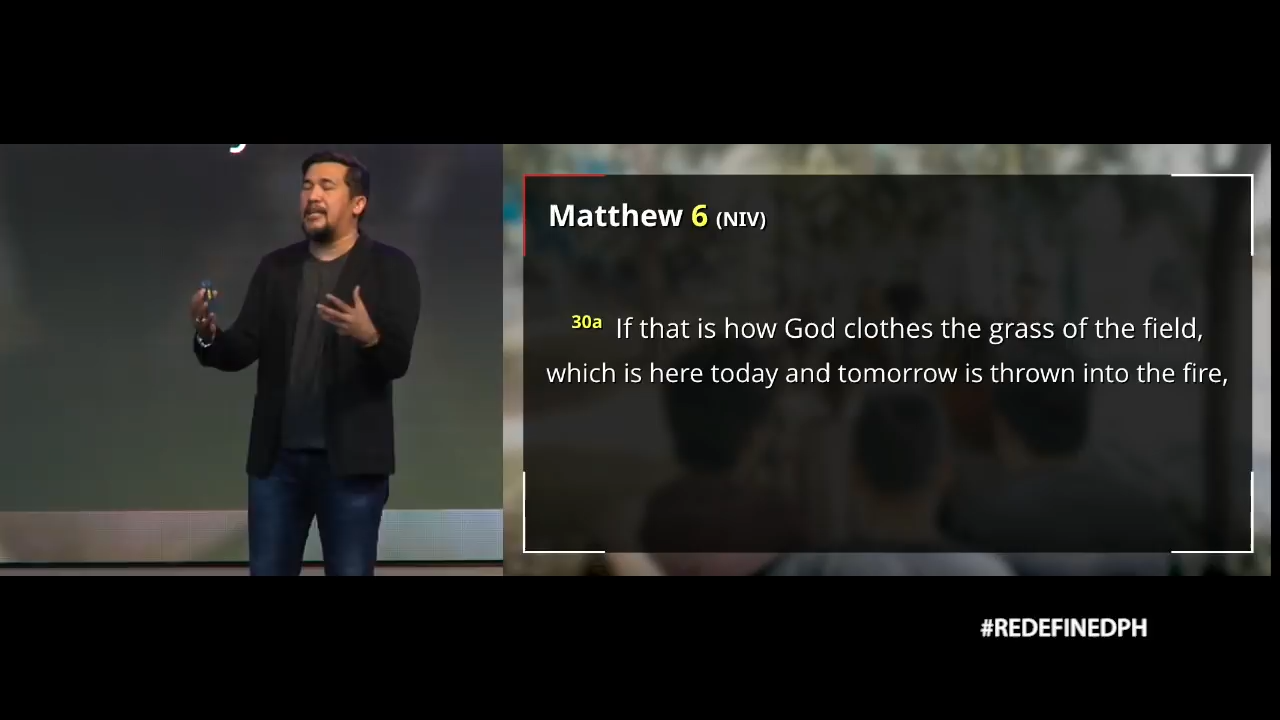 Matthew 6 (NIV)
30a If that is how God clothes the grass of the field,
which is here today and tomorrow is thrown into the fire,
#REDEFINEDPH